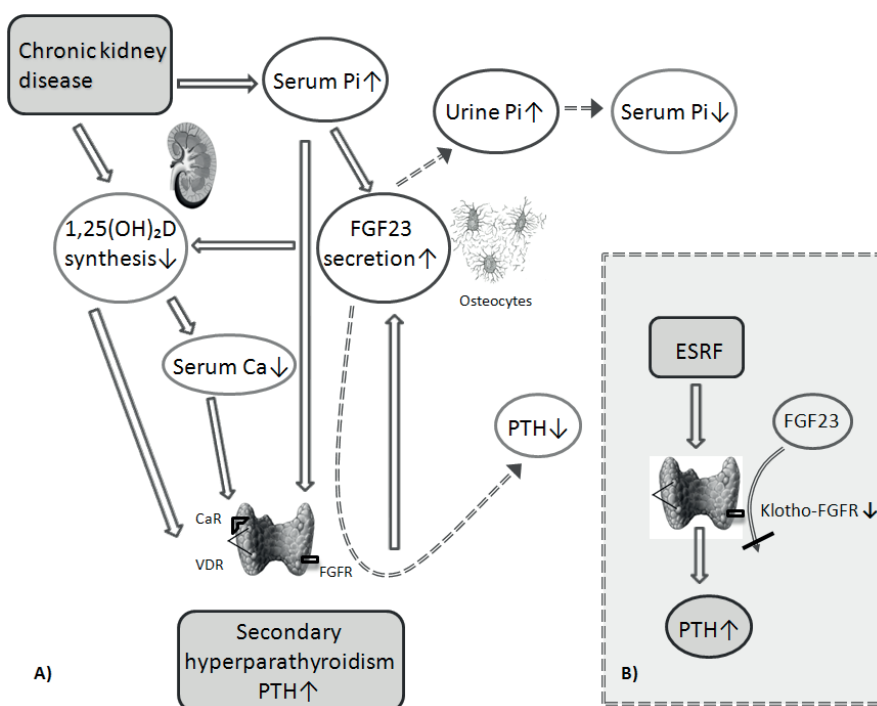 Chronic kidney
disease
Serum Pi↑
Urine Pi↑
Serum Pi↓
1,25(OH)₂D
synthesis↓
FGF23
secretion↑
Osteocytes
Serum Ca↓
PTH↓
CaR
VDR
FGFR
Secondary
hyperparathyroidism
PTH↑
A)
ESRF
FGF23
Klotho-FGFR↓
PTH↑
B)